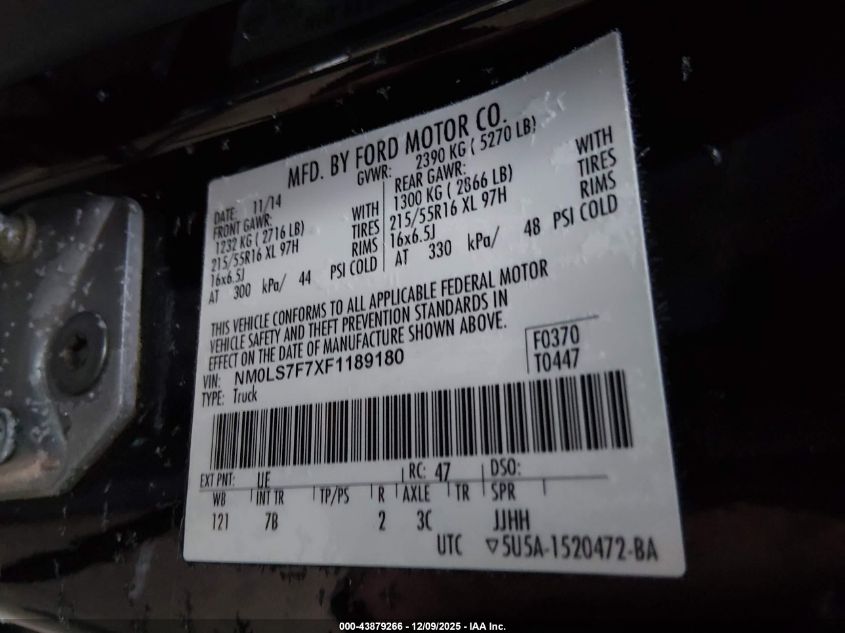 MFD. BY FORD MOTOR CO.
DATE: 11/14 GVWR: 2390 KG ( 5270 LB)
FRONT GAWR: REAR GAWR:
1232 KG ( 2716 LB) WITH 1300 KG ( 2866 LB) WITH
215/55R16 XL 97H TIRES 215/55R16 XL 97H TIRES
16x6.5J RIMS 16x6.5J RIMS
AT 300 kPa/ 44 PSI COLD AT 330 kPa/ 48 PSI COLD
THIS VEHICLE CONFORMS TO ALL APPLICABLE FEDERAL MOTOR
VEHICLE SAFETY AND THEFT PREVENTION STANDARDS IN
EFFECT ON THE DATE OF MANUFACTURE SHOWN ABOVE.
VIN: NM0LS7F7XF1189180 F0370
TYPE: Truck T0447
EXT PNT: UE RC: 47 DSO:
WB INT TR TP/PS R AXLE TR SPR
121 7B 2 3C JJHH
UTC ▽5U5A-1520472-BA
000-43879266 - 12/09/2025 - IAA Inc.